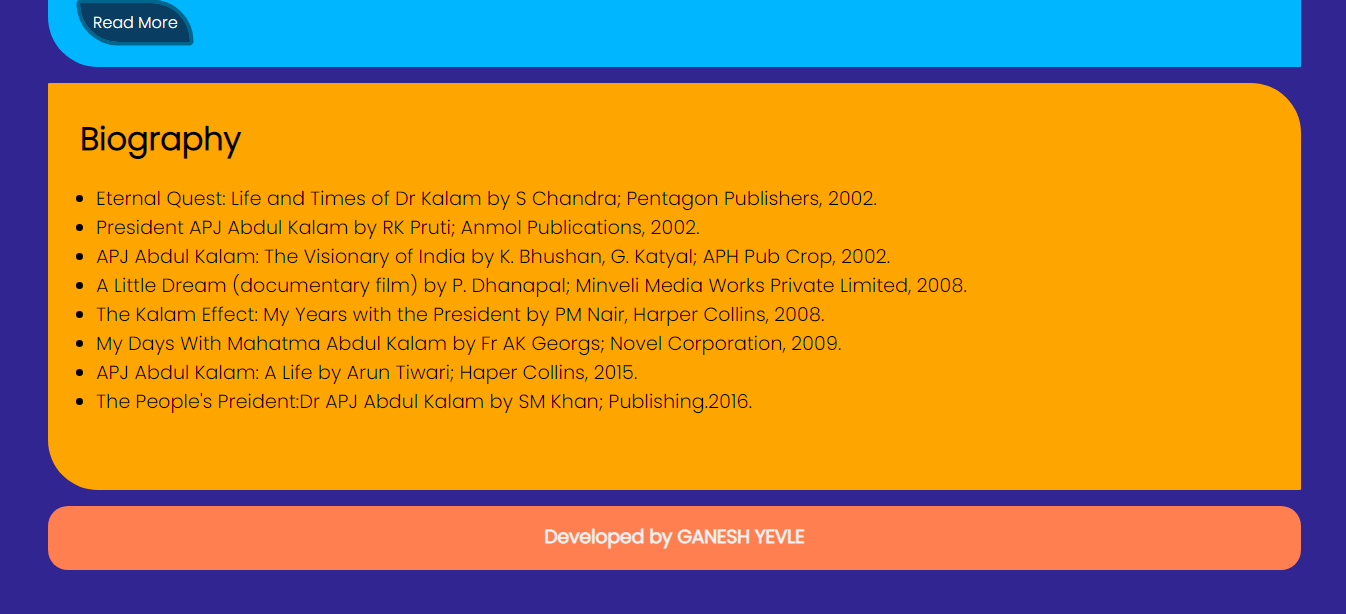 Read More
Biography
Eternal Quest: Life and Times of Dr Kalam by S Chandra; Pentagon Publishers, 2002.
President APJ Abdul Kalam by RK Pruti; Anmol Publications, 2002.
APJ Abdul Kalam: The Visionary of India by K. Bhushan, G. Katyal; APH Pub Crop, 2002.
A Little Dream (documentary film) by P. Dhanapal; Minveli Media Works Private Limited, 2008.
The Kalam Effect: My Years with the President by PM Nair, Harper Collins, 2008.
My Days With Mahatma Abdul Kalam by Fr AK Georgs; Novel Corporation, 2009.
APJ Abdul Kalam: A Life by Arun Tiwari; Haper Collins, 2015.
The People's Preident:Dr APJ Abdul Kalam by SM Khan; Publishing.2016.
Developed by GANESH YEVLE